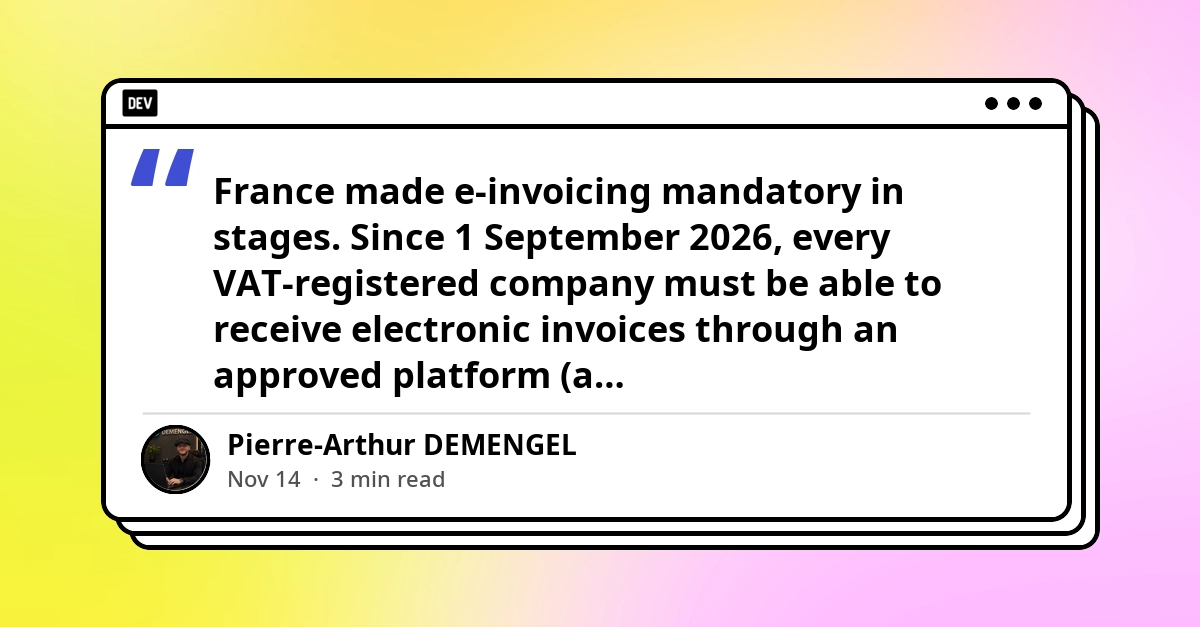 DEV
“
France made e-invoicing mandatory in
stages. Since 1 September 2026, every
VAT-registered company must be able to
receive electronic invoices through an
approved platform (a...
Pierre-Arthur DEMENGEL
Nov 14 · 3 min read